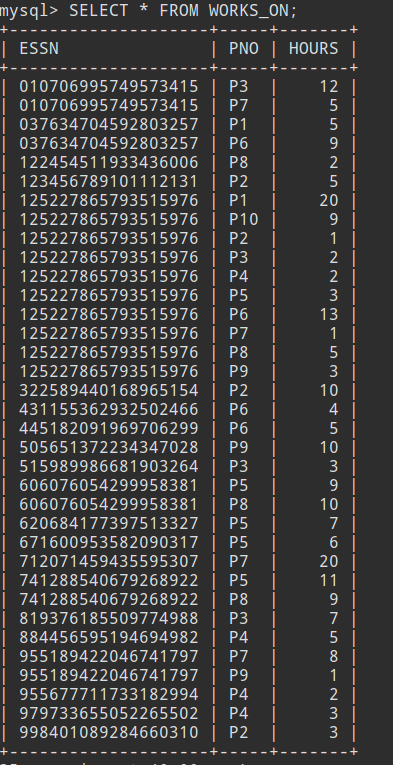 mysql> SELECT * FROM WORKS_ON;
+--------------------+-----+-------+
| ESSN | PNO | HOURS |
+--------------------+-----+-------+
| 010706995749573415 | P3 | 12 |
| 010706995749573415 | P7 | 5 |
| 037634704592803257 | P1 | 5 |
| 037634704592803257 | P6 | 9 |
| 122454511933436006 | P8 | 2 |
| 123456789101112131 | P2 | 5 |
| 125227865793515976 | P1 | 20 |
| 125227865793515976 | P10 | 9 |
| 125227865793515976 | P2 | 1 |
| 125227865793515976 | P3 | 2 |
| 125227865793515976 | P4 | 2 |
| 125227865793515976 | P5 | 3 |
| 125227865793515976 | P6 | 13 |
| 125227865793515976 | P7 | 1 |
| 125227865793515976 | P8 | 5 |
| 125227865793515976 | P9 | 3 |
| 322589440168965154 | P2 | 10 |
| 431155362932502466 | P6 | 4 |
| 445182091969706299 | P6 | 5 |
| 505651372234347028 | P9 | 10 |
| 515989986681903264 | P3 | 3 |
| 606076054299958381 | P5 | 9 |
| 606076054299958381 | P8 | 10 |
| 620684177397513327 | P5 | 7 |
| 671600953582090317 | P5 | 6 |
| 712071459435595307 | P7 | 20 |
| 741288540679268922 | P5 | 11 |
| 741288540679268922 | P8 | 9 |
| 819376185509774988 | P3 | 7 |
| 884456595194694982 | P4 | 5 |
| 955189422046741797 | P7 | 8 |
| 955189422046741797 | P9 | 1 |
| 955677711733182994 | P4 | 2 |
| 979733655052265502 | P4 | 3 |
| 998401089284660310 | P2 | 3 |
+--------------------+-----+-------+